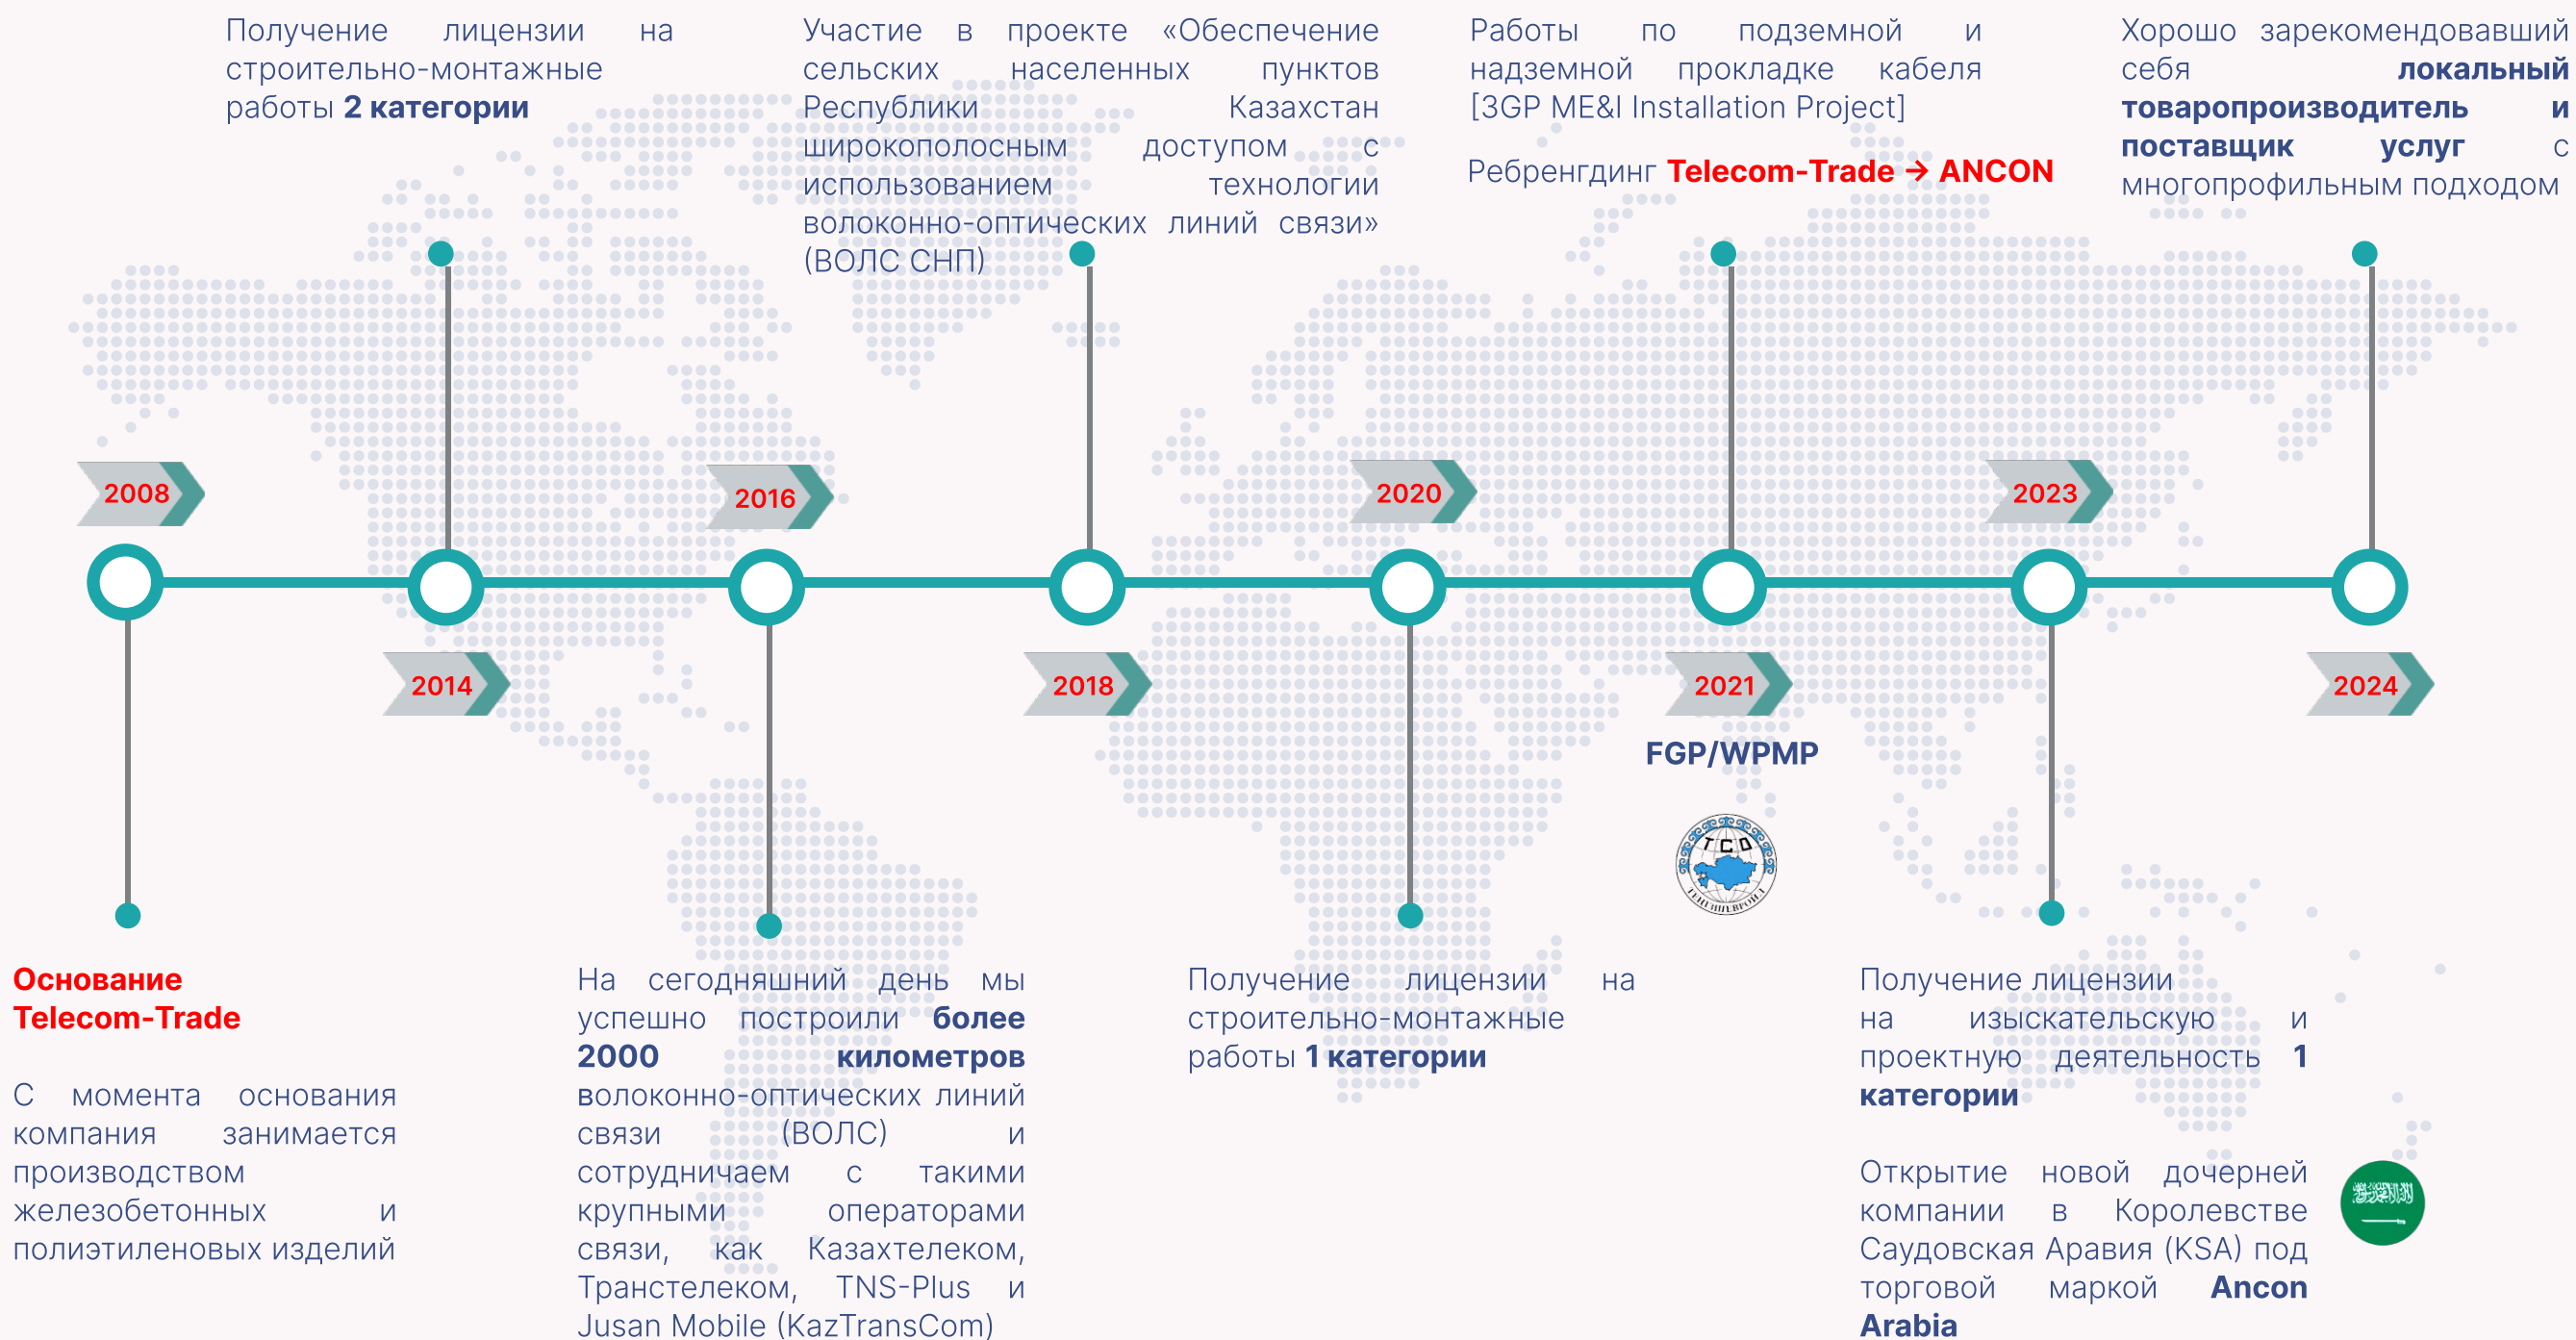 Получение лицензии на
строительно-монтажные
работы 2 категории
Участие в проекте «Обеспечение
сельских населенных пунктов
Республики Казахстан
широкополосным доступом с
использованием технологии
волоконно-оптических линий связи»
(ВОЛС СНП)
Работы по подземной и
надземной прокладке кабеля
[3GP ME&I Installation Project]
Ребренгдинг Telecom-Trade → ANCON
Хорошо зарекомендовавший
себя локальный
товаропроизводитель и
поставщик услуг с
многопрофильным подходом
2008
2016
2020
2023
2014
2018
2021
2024
FGP/WPMP
TCO
Основание
Telecom-Trade
С момента основания
компания занимается
производством
железобетонных и
полиэтиленовых изделий
На сегодняшний день мы
успешно построили более
2000 километров
волоконно-оптических линий
связи (ВОЛС) и
сотрудничаем с такими
крупными операторами
связи, как Казахтелеком,
Транстелеком, TNS-Plus и
Jusan Mobile (KazTransCom)
Получение лицензии на
строительно-монтажные
работы 1 категории
Получение лицензии
на изыскательскую и
проектную деятельность 1
категории
Открытие новой дочерней
компании в Королевстве
Саудовская Аравия (KSA) под
торговой маркой Ancon
Arabia